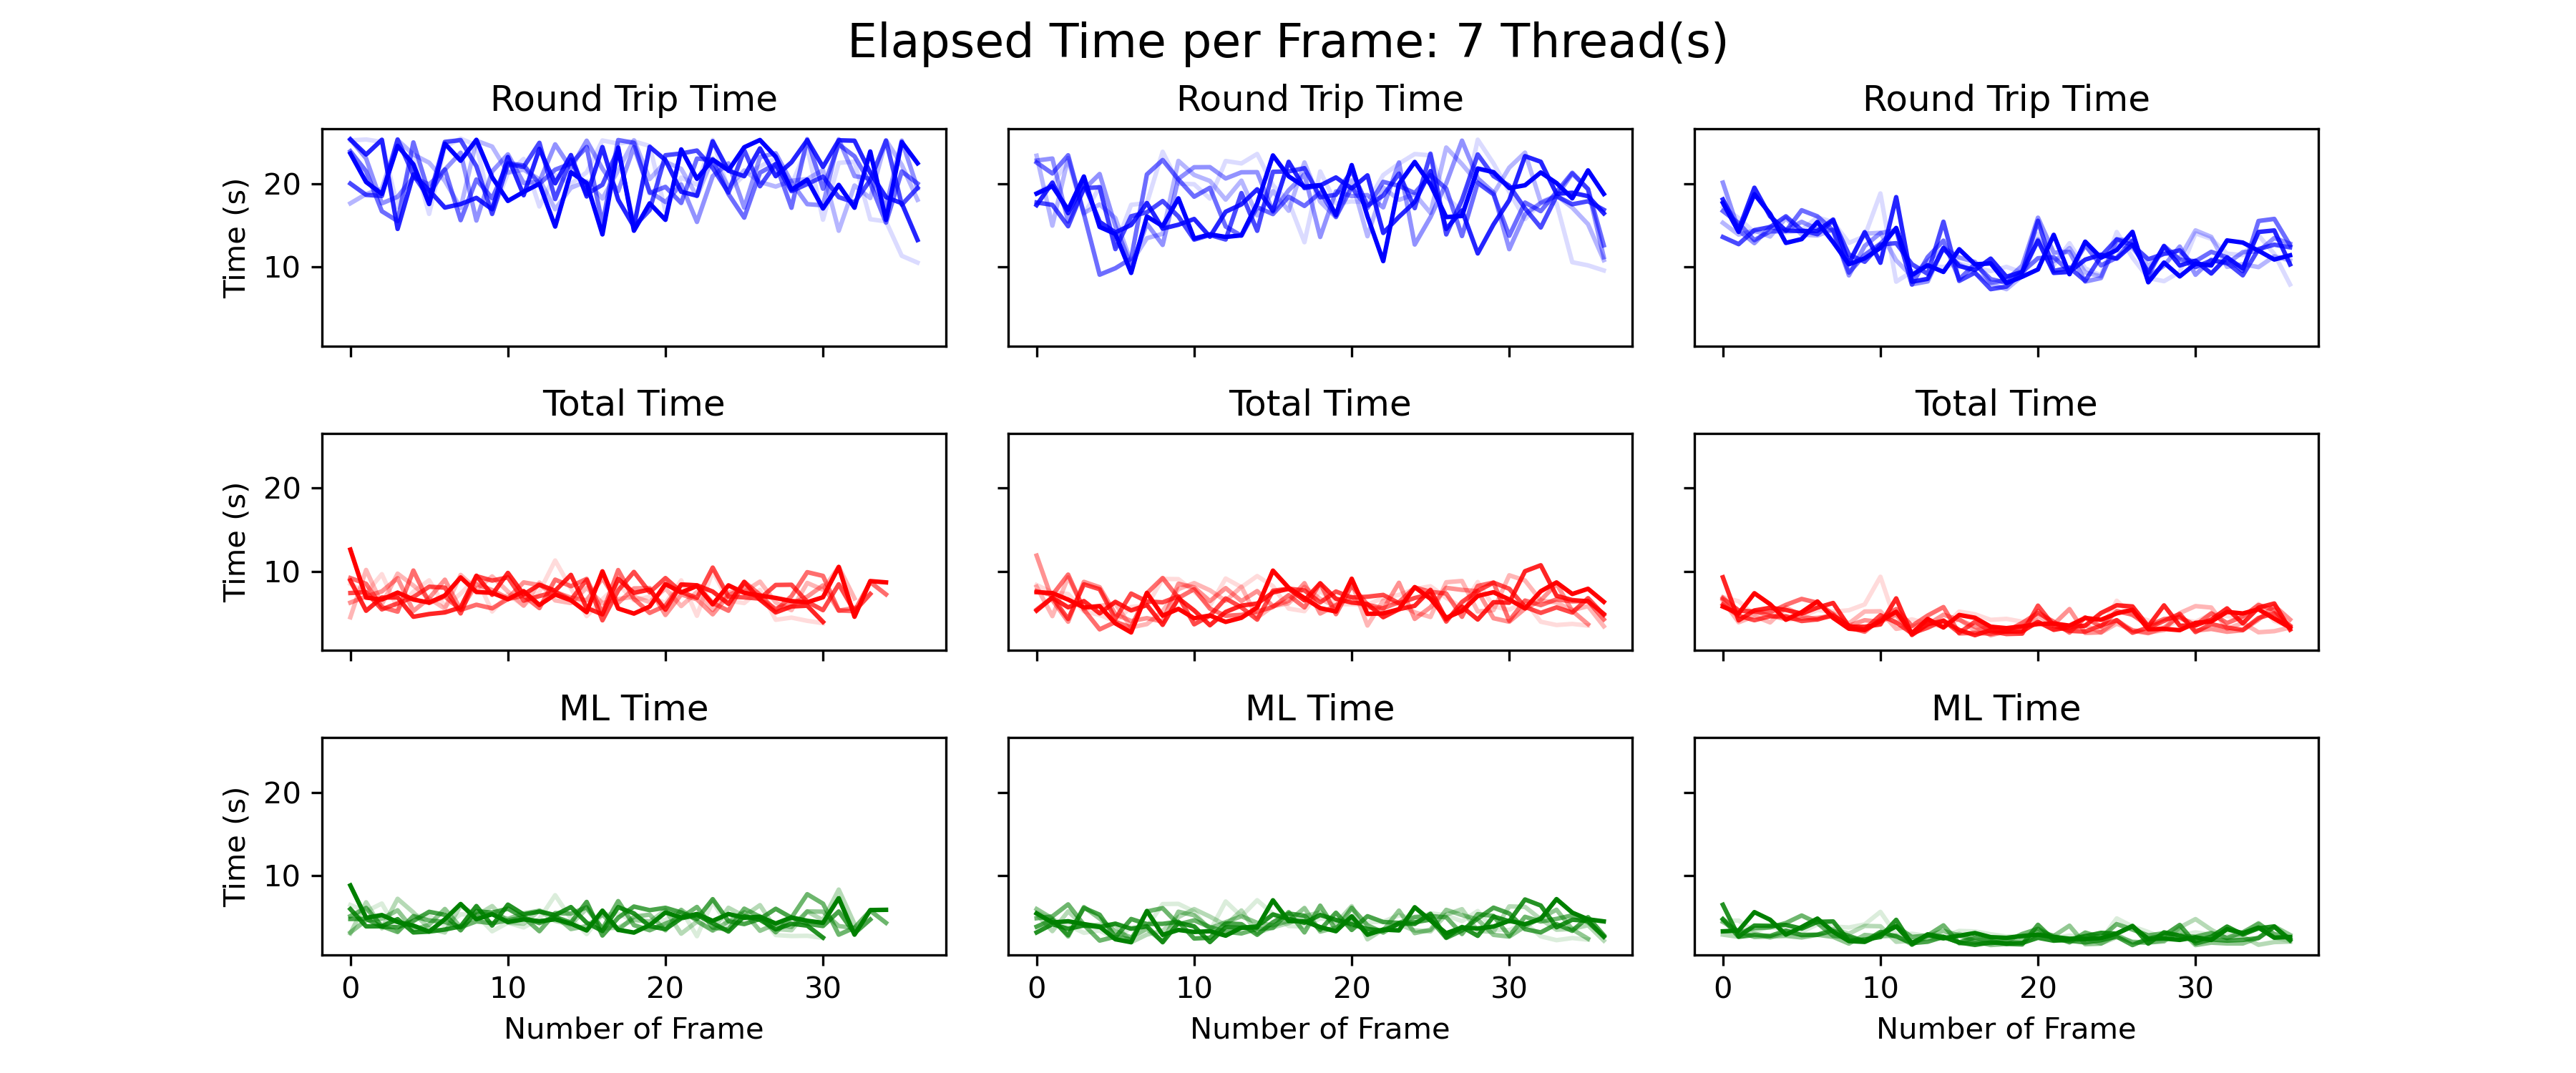 Elapsed Time per Frame: 7 Thread(s)
Round Trip Time Round Trip Time Round Trip Time
Time (s)
20
10
Total Time Total Time Total Time
Time (s)
20
10
ML Time ML Time ML Time
Time (s)
20
10
0 10 20 30 0 10 20 30 0 10 20 30
Number of Frame Number of Frame Number of Frame